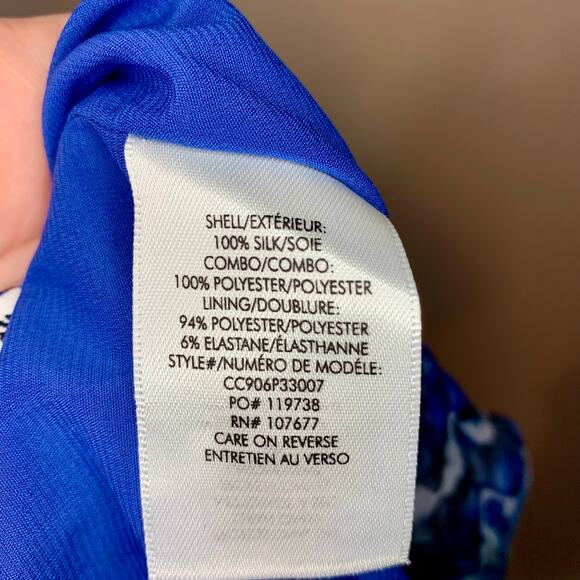 SHELL/EXTÉRIEUR:
100% SILK/SOIE
COMBO/COMBO:
100% POLYESTER/POLYESTER
LINING/DOUBLURE:
94% POLYESTER/POLYESTER
6% ELASTANE/ÉLASTHANNE
STYLE#/NUMÉRO DE MODÉLE:
CC906P33007
PO# 119738
RN# 107677
CARE ON REVERSE
ENTRETIEN AU VERSO